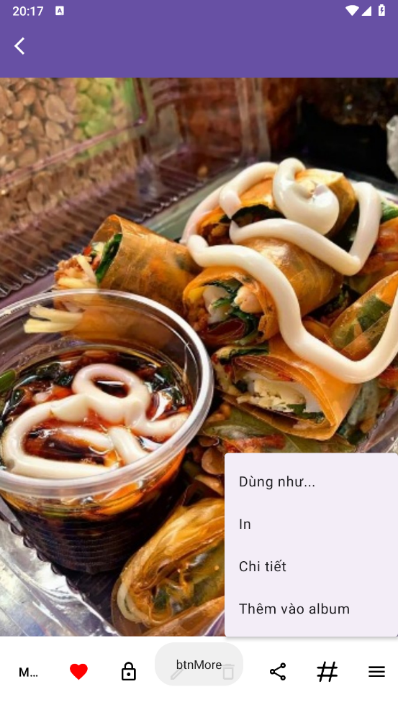 20:17 A
Dùng như...
In
Chi tiết
Thêm vào album
M...
btnMore
#